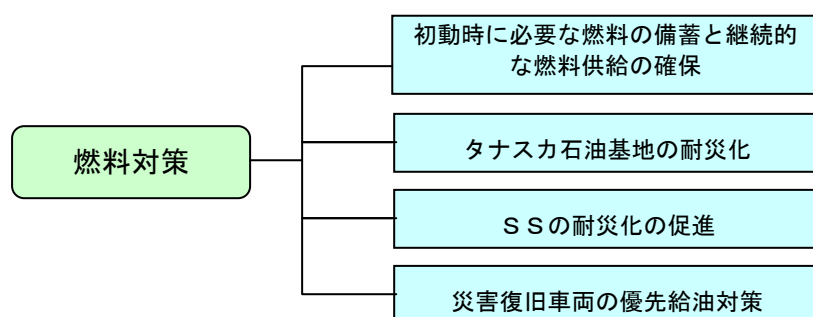 初動時に必要な燃料の備蓄と継続的
な燃料供給の確保
燃料対策
タナスカ石油基地の耐災化
ＳＳの耐災化の促進
災害復旧車両の優先給油対策